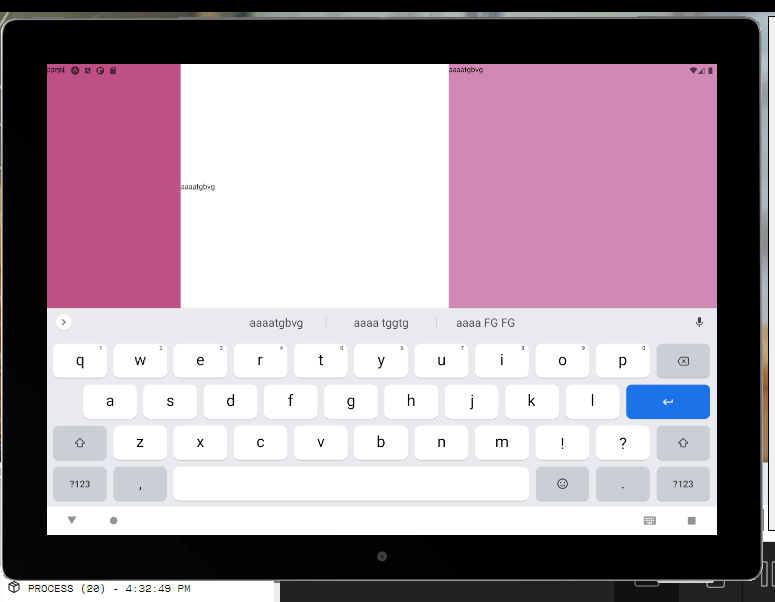 aaaatgbvg
aaaatgbvg
aaaatgbvg aaaa tggtg aaaa FG FG
1 2 3 4 5 6 7 8 9 0
q w e r t y u i o p
a s d f g h j k l
z x c v b n m ! ?
?123 , . ?123
PROCESS (20) - 4:32:49 PM